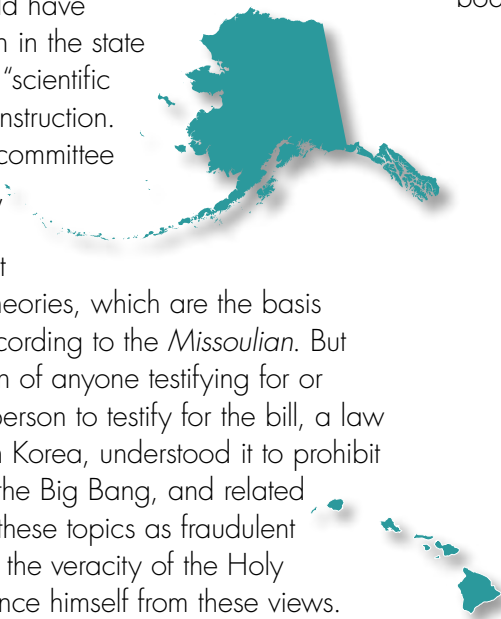 have
in the state
"scientific
nstruction.
committee
heories, which are the basis
cording to the Missoulian. But
of anyone testifying for or
erson to testify for the bill, a law
Korea, understood it to prohibit
the Big Bang, and related
these topics as fraudulent
the veracity of the Holy
nce himself from these views.